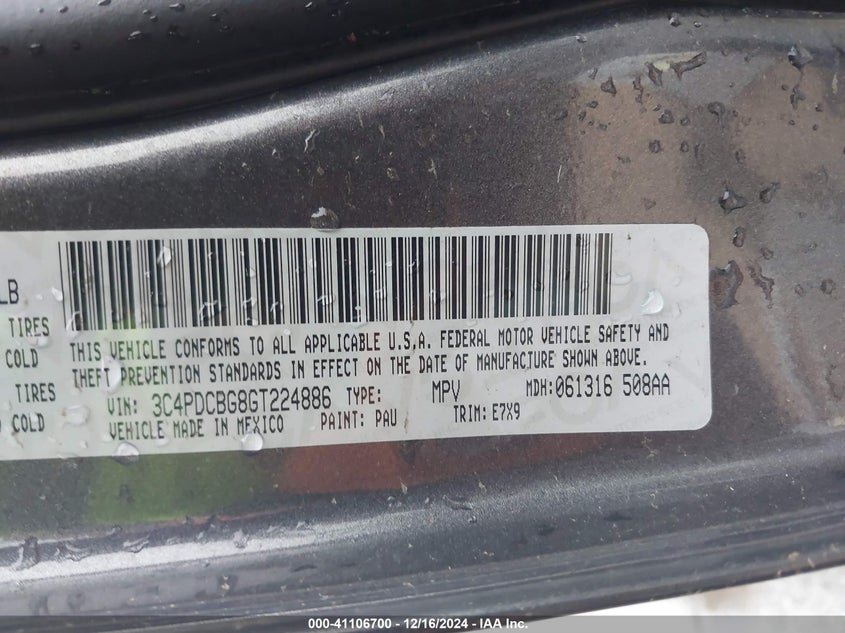 LB
TIRES
COLD
TIRES
COLD
THIS VEHICLE CONFORMS TO ALL APPLICABLE U.S.A. FEDERAL MOTOR VEHICLE SAFETY AND
THEFT PREVENTION STANDARDS IN EFFECT ON THE DATE OF MANUFACTURE SHOWN ABOVE.
VIN: 3C4PDCBG8GT224886 TYPE: MPV MDH: 061316 508AA
VEHICLE MADE IN MEXICO PAINT: PAU TRIM: E7X9
000-41106700 - 12/16/2024 - IAA Inc.